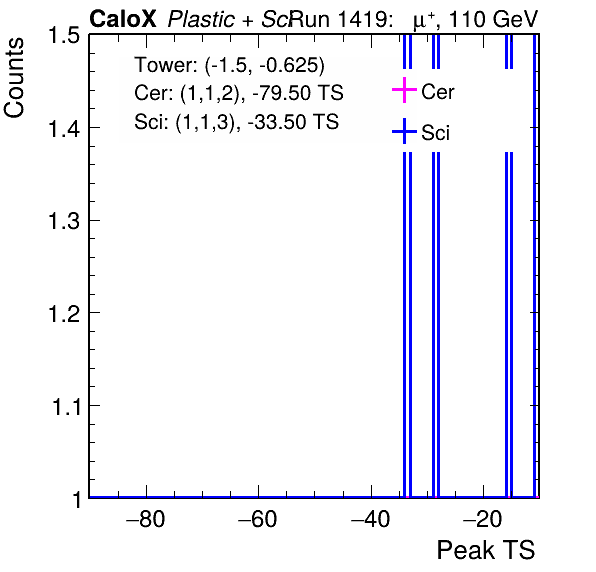 CaloX Plastic + Sci Run 1419: μ+, 110 GeV
Counts
1.5
1.4
1.3
1.2
1.1
1
Tower: (-1.5, -0.625)
Cer: (1,1,2), -79.50 TS
Sci: (1,1,3), -33.50 TS
Cer
Sci
−80 −60 −40 −20
Peak TS